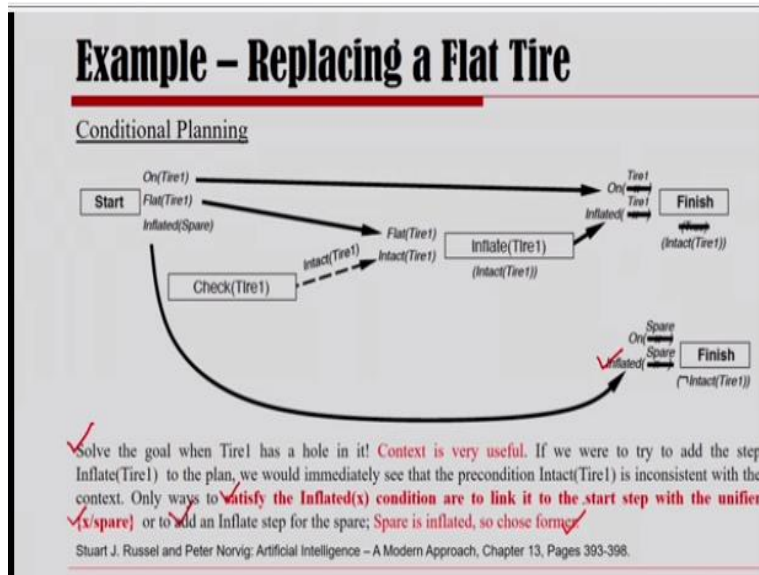 Example – Replacing a Flat Tire
Conditional Planning
On(Tire1)
Start
Flat(Tire1)
Inflated(Spare)
Check(Tire1)
Intact(Tire1)
Flat(Tire1)
Intact(Tire1)
Inflate(Tire1)
(Intact(Tire1))
Tire1
On(
Tire1
Inflated(
Finish
(Intact(Tire1))
Spare
On(
Spare
Inflated(
Finish
(¬Intact(Tire1))
Solve the goal when Tire1 has a hole in it! Context is very useful. If we were to try to add the step
Inflate(Tire1) to the plan, we would immediately see that the precondition Intact(Tire1) is inconsistent with the
context. Only ways to satisfy the Inflated(x) condition are to link it to the start step with the unifier
{x/spare} or to add an Inflate step for the spare; Spare is inflated, so chose former.
Stuart J. Russel and Peter Norvig: Artificial Intelligence – A Modern Approach, Chapter 13, Pages 393-398.